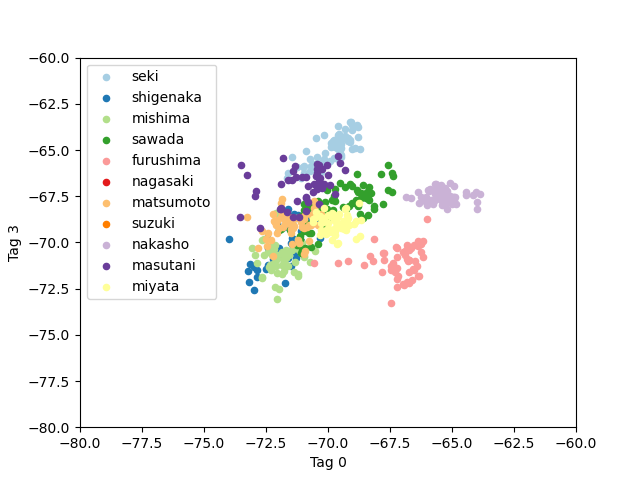 −60.0
−62.5
−65.0
−67.5
−70.0
−72.5
−75.0
−77.5
−80.0
Tag 3
seki
shigenaka
mishima
sawada
furushima
nagasaki
matsumoto
suzuki
nakasho
masutani
miyata
−80.0 −77.5 −75.0 −72.5 −70.0 −67.5 −65.0 −62.5 −60.0
Tag 0